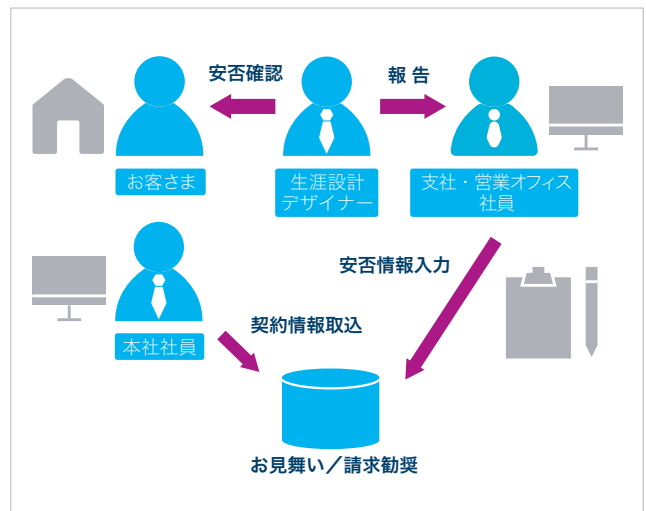 安否確認
報 告
お客さま
生涯設計
デザイナー
支社・営業オフィス
社員
安否情報入力
契約情報取込
本社社員
お見舞い／請求勧奨